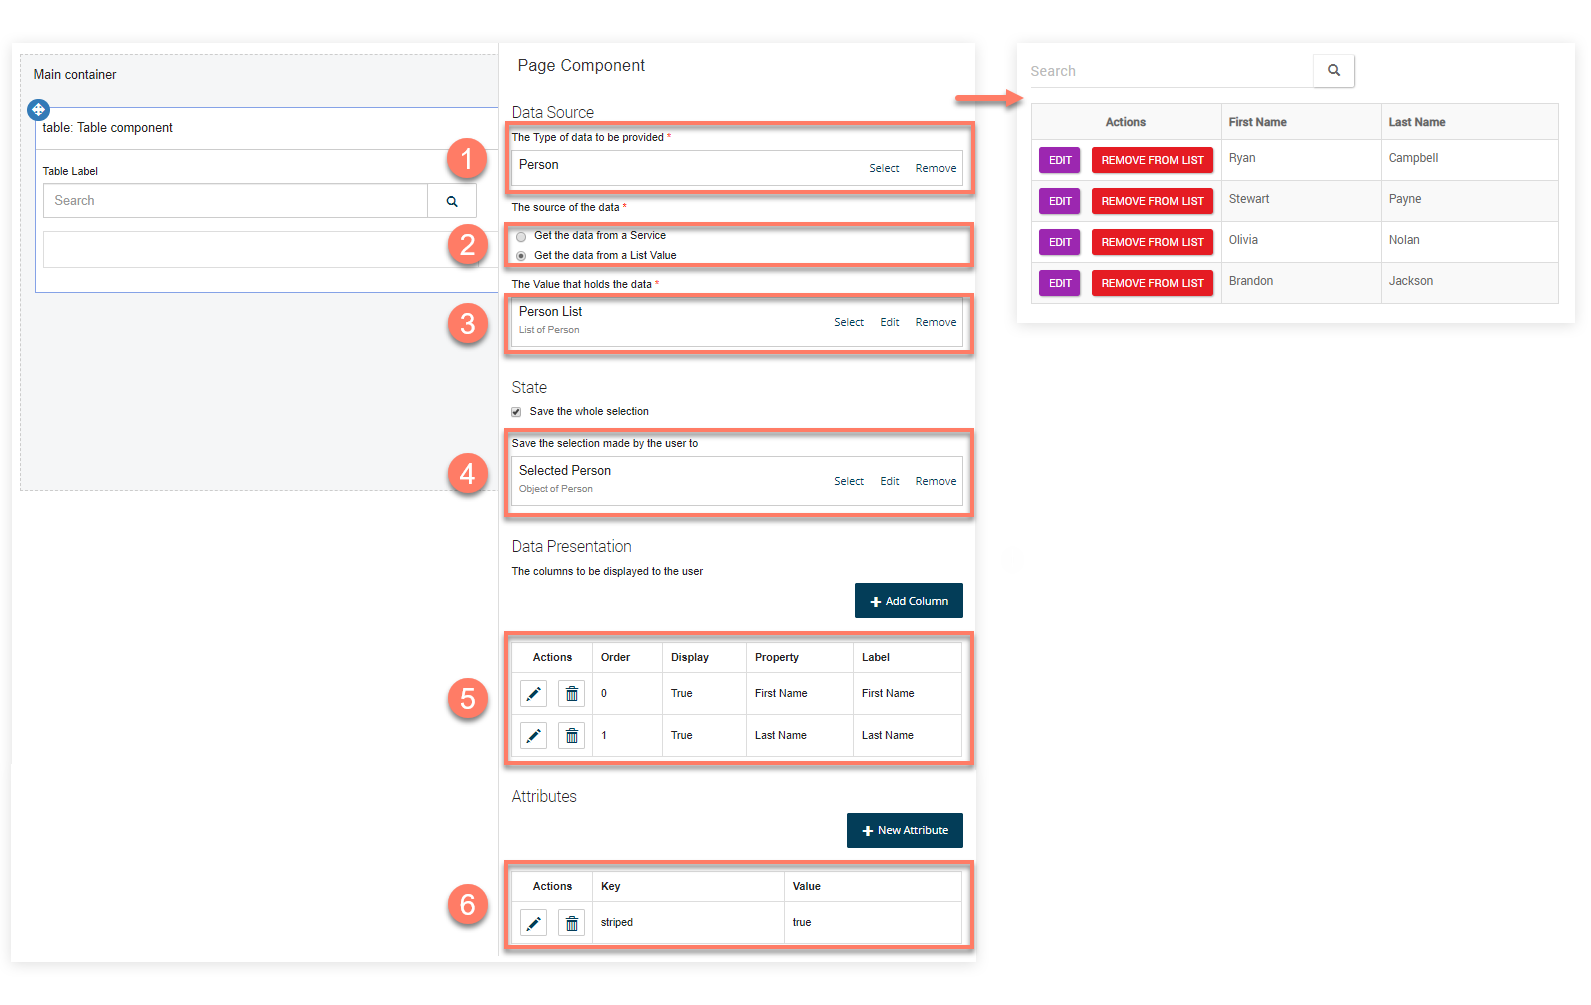 Main container
table: Table component
Table Label
Search
Page Component
Data Source
1
The Type of data to be provided *
Person Select Remove
The source of the data *
2
Get the data from a Service
Get the data from a List Value
The Value that holds the data *
3
Person List
List of Person
Select Edit Remove
State
Save the whole selection
4
Save the selection made by the user to
Selected Person
Object of Person
Select Edit Remove
Data Presentation
The columns to be displayed to the user
Add Column
5
Actions Order Display Property Label
0 True First Name First Name
1 True Last Name Last Name
Attributes
New Attribute
6
Actions Key Value
striped true
Search
Actions First Name Last Name
EDIT REMOVE FROM LIST Ryan Campbell
EDIT REMOVE FROM LIST Stewart Payne
EDIT REMOVE FROM LIST Olivia Nolan
EDIT REMOVE FROM LIST Brandon Jackson